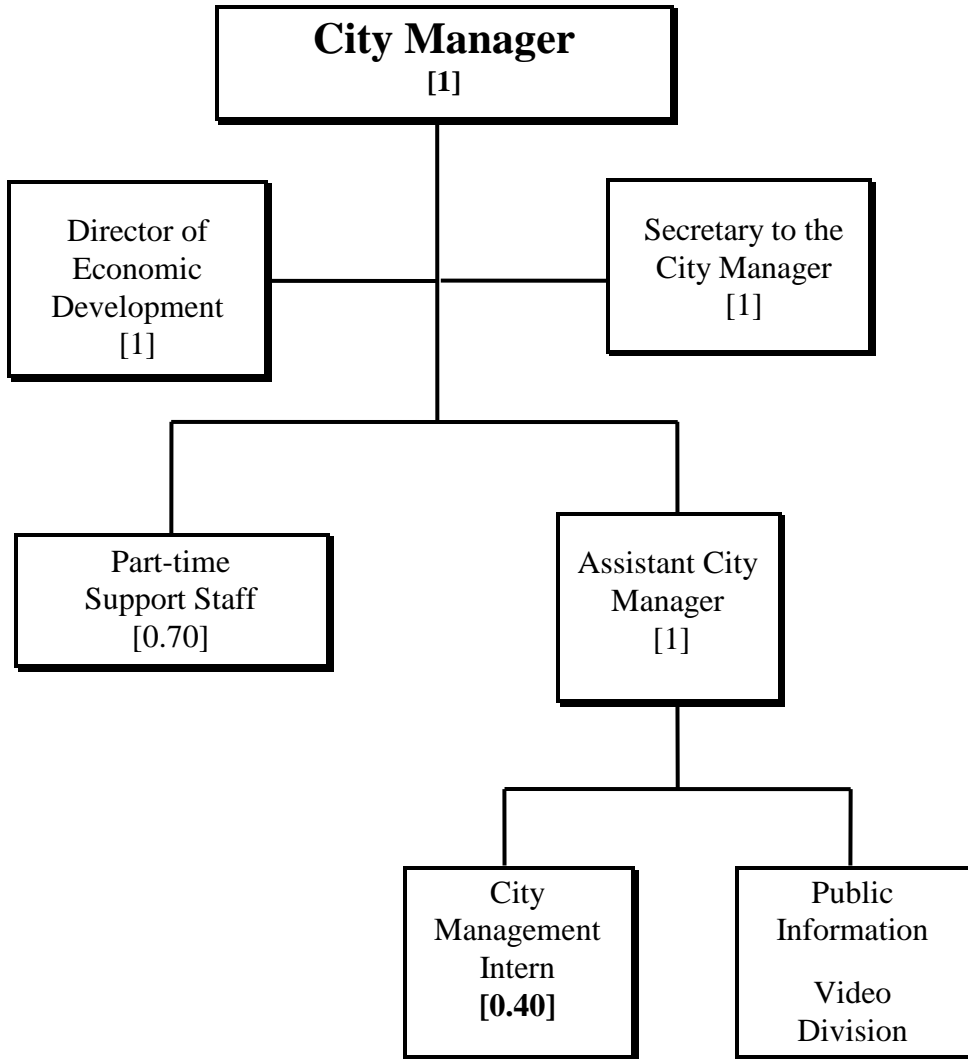 City Manager
[1]
Director of
Economic
Development
[1]
Secretary to the
City Manager
[1]
Part-time
Support Staff
[0.70]
Assistant City
Manager
[1]
City
Management
Intern
[0.40]
Public
Information
Video
Division